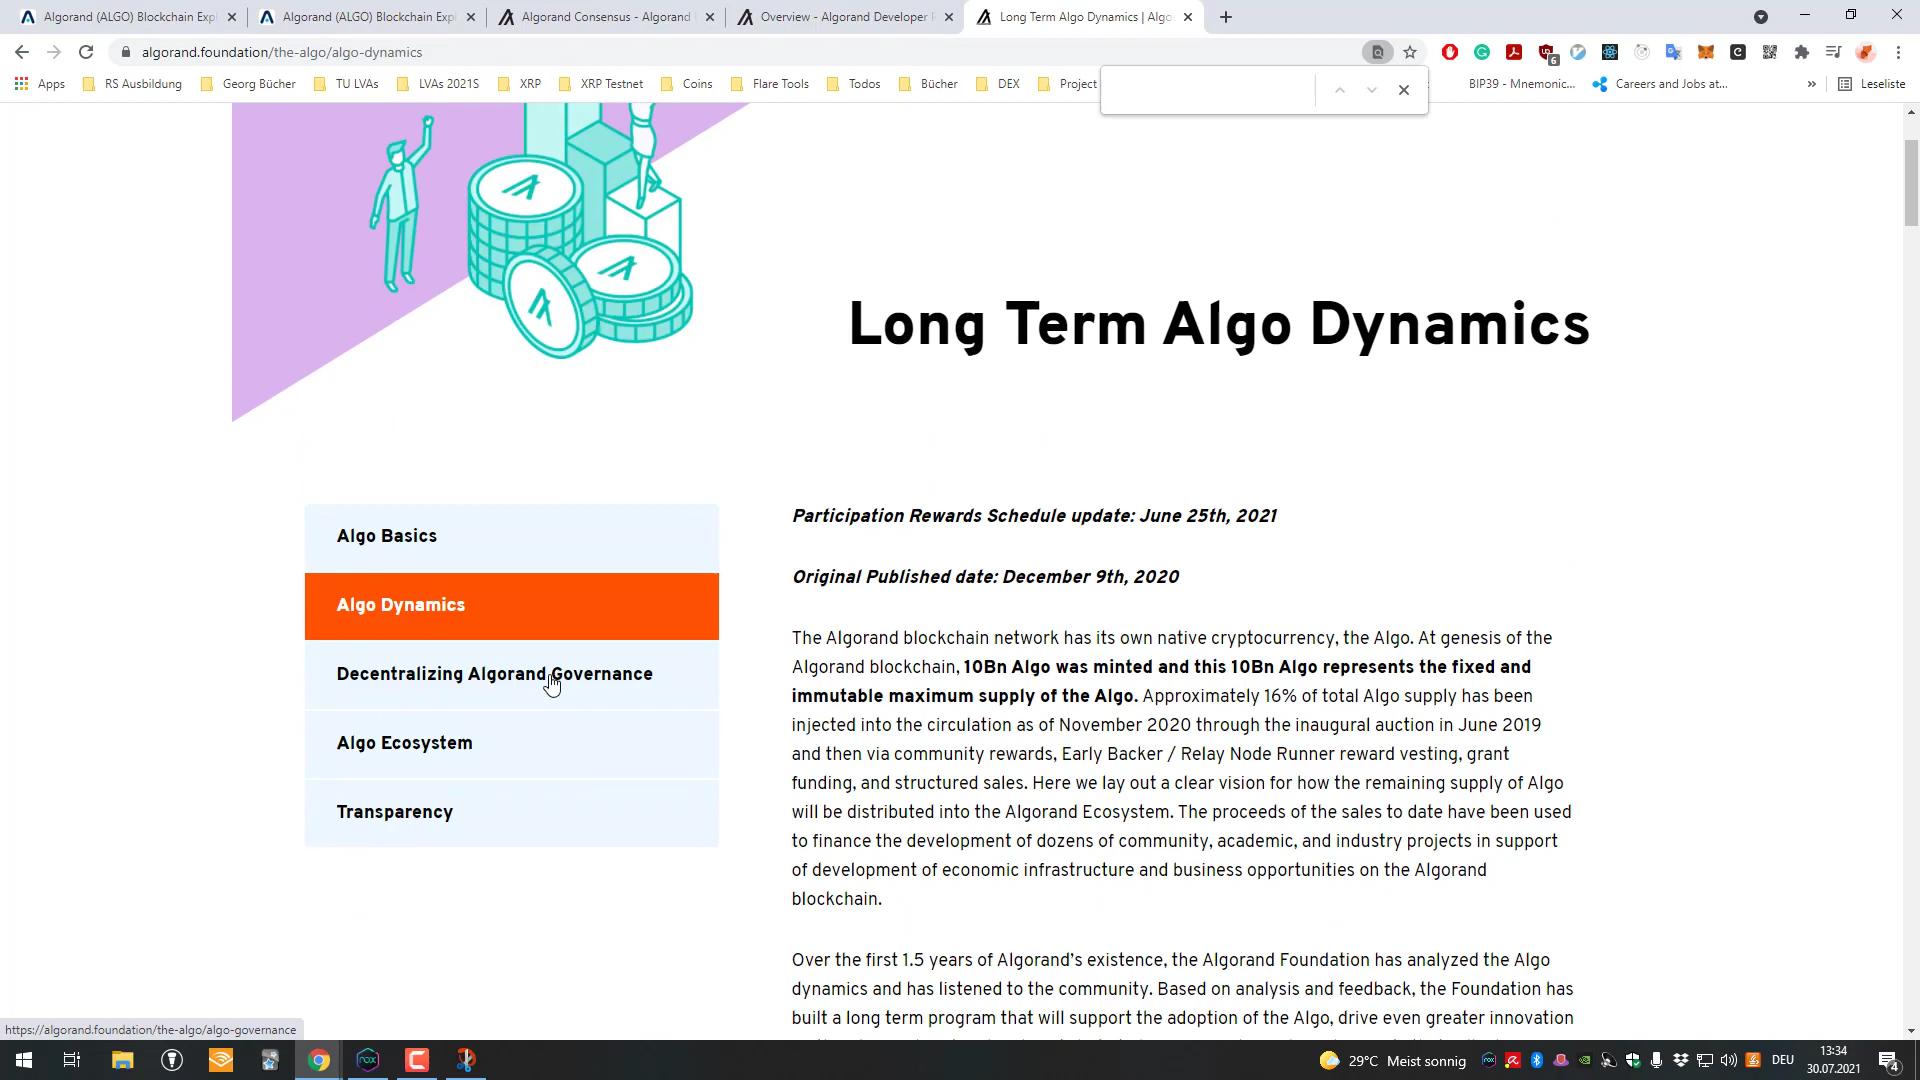 Algorand (ALGO) Blockchain Exp
Algorand (ALGO) Blockchain Exp
Algorand Consensus - Algorand
Overview - Algorand Developer
Long Term Algo Dynamics | Algo
algorand.foundation/the-algo/algo-dynamics
6
Apps
RS Ausbildung
Georg Bücher
TU LVAs
LVAs 2021S
XRP
XRP Testnet
Coins
Flare Tools
Todos
Bücher
DEX
Project
BIP39 - Mnemonic...
Careers and Jobs at...
»
Leseliste
Long Term Algo Dynamics
Algo Basics
Algo Dynamics
Decentralizing Algorand Governance
Algo Ecosystem
Transparency
Participation Rewards Schedule update: June 25th, 2021
Original Published date: December 9th, 2020
The Algorand blockchain network has its own native cryptocurrency, the Algo. At genesis of the
Algorand blockchain, 10Bn Algo was minted and this 10Bn Algo represents the fixed and
immutable maximum supply of the Algo. Approximately 16% of total Algo supply has been
injected into the circulation as of November 2020 through the inaugural auction in June 2019
and then via community rewards, Early Backer / Relay Node Runner reward vesting, grant
funding, and structured sales. Here we lay out a clear vision for how the remaining supply of Algo
will be distributed into the Algorand Ecosystem. The proceeds of the sales to date have been used
to finance the development of dozens of community, academic, and industry projects in support
of development of economic infrastructure and business opportunities on the Algorand
blockchain.
Over the first 1.5 years of Algorand's existence, the Algorand Foundation has analyzed the Algo
dynamics and has listened to the community. Based on analysis and feedback, the Foundation has
built a long term program that will support the adoption of the Algo, drive even greater innovation
https://algorand.foundation/the-algo/algo-governance
29°C Meist sonnig
DEU
13:34
30.07.2021
4